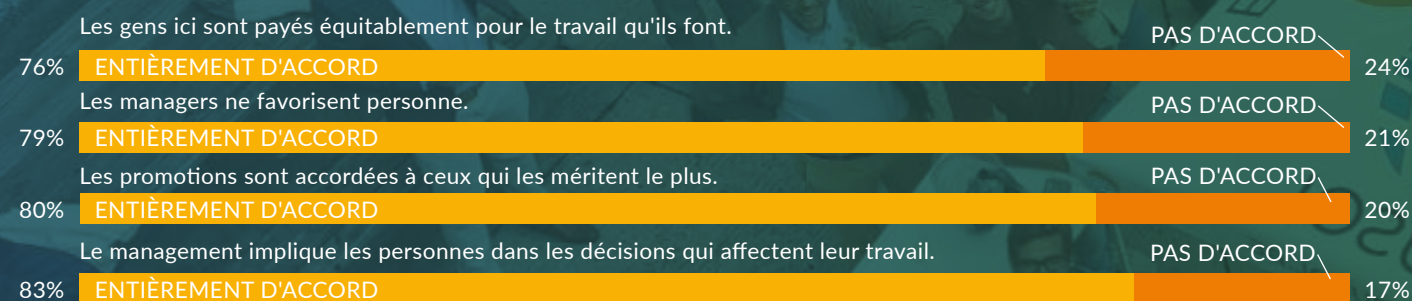 Les gens ici sont payés équitablement pour le travail qu'ils font.
PAS D'ACCORD
76% ENTIÈREMENT D'ACCORD 24%
Les managers ne favorisent personne.
PAS D'ACCORD
79% ENTIÈREMENT D'ACCORD 21%
Les promotions sont accordées à ceux qui les méritent le plus.
PAS D'ACCORD
80% ENTIÈREMENT D'ACCORD 20%
Le management implique les personnes dans les décisions qui affectent leur travail.
PAS D'ACCORD
83% ENTIÈREMENT D'ACCORD 17%